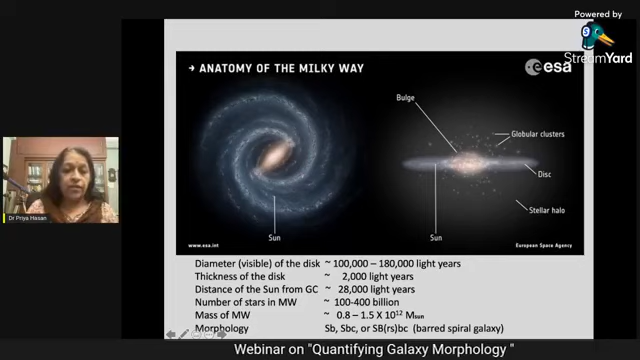 Powered by
StreamYard
→ ANATOMY OF THE MILKY WAY
esa
Bulge
Globular clusters
Disc
Stellar halo
Sun
Sun
www.esa.int
European Space Agency
Dr Priya Hasan
Diameter (visible) of the disk ~ 100,000 – 180,000 light years
Thickness of the disk ~ 2,000 light years
Distance of the Sun from GC ~ 28,000 light years
Number of stars in MW ~ 100-400 billion
Mass of MW ~ 0.8 – 1.5 X 10¹² Msun
Morphology Sb, Sbc, or SB(rs)bc (barred spiral galaxy)
Webinar on "Quantifying Galaxy Morphology "